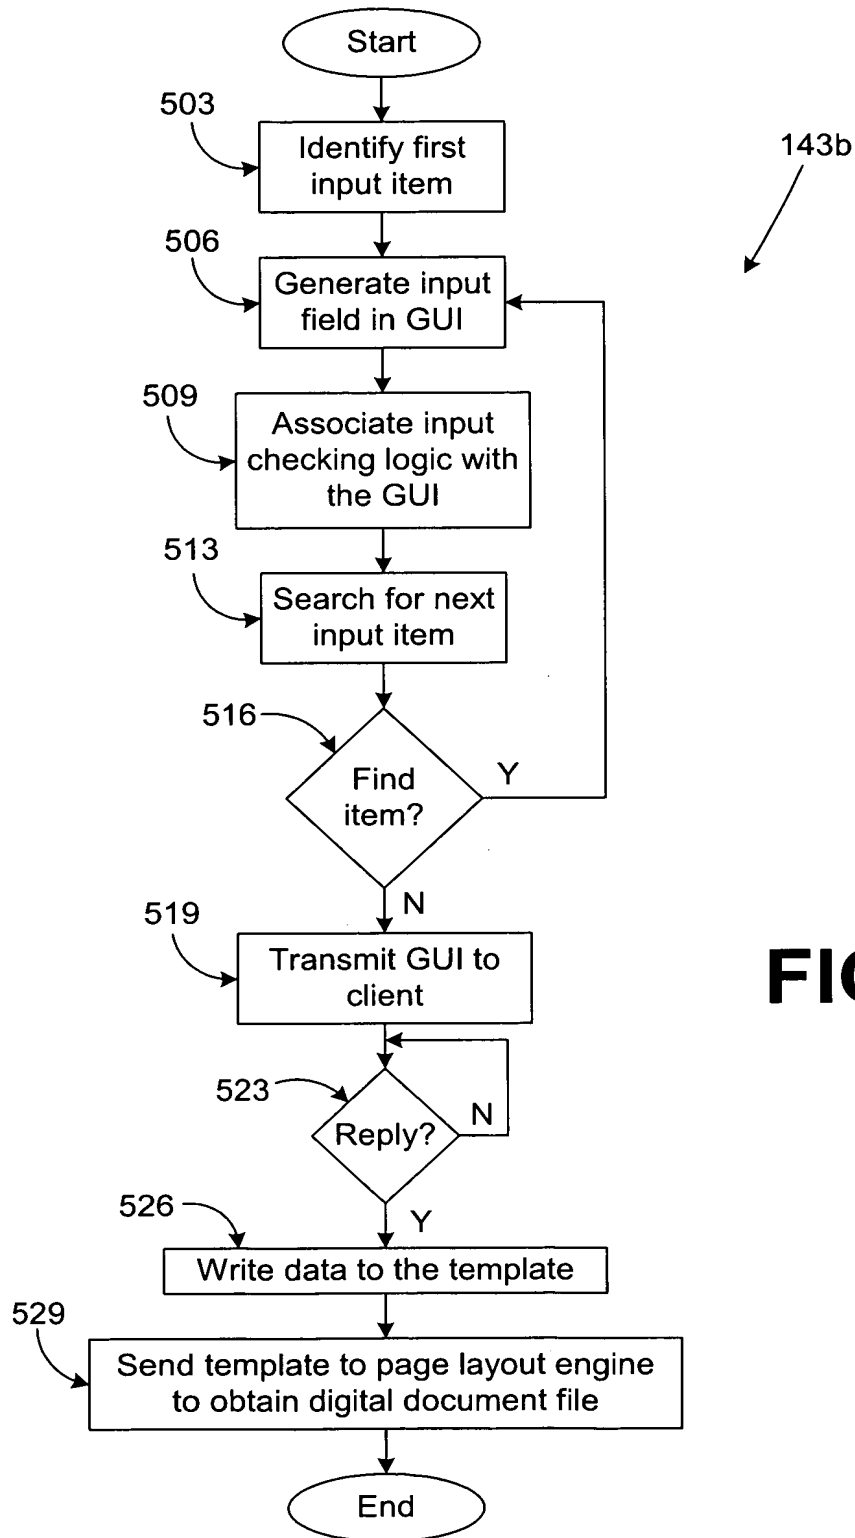 Start
503
Identify first
input item
143b
506
Generate input
field in GUI
509
Associate input
checking logic with
the GUI
513
Search for next
input item
516
Find
item?
Y
N
519
Transmit GUI to
client
FIG
523
Reply?
N
Y
526
Write data to the template
529
Send template to page layout engine
to obtain digital document file
End